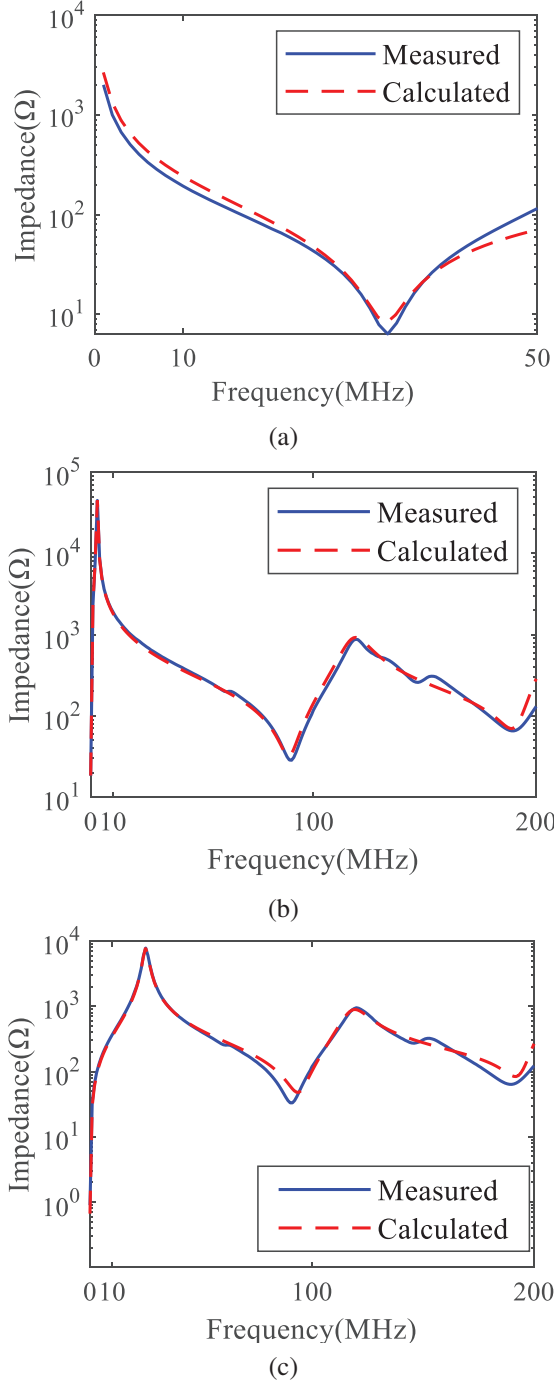 10^4
10^3
10^2
10^1
Impedance(Ω)
Measured
Calculated
0 10 50
Frequency(MHz)
(a)
10^5
10^4
10^3
10^2
10^1
Impedance(Ω)
Measured
Calculated
010 100 200
Frequency(MHz)
(b)
10^4
10^3
10^2
10^1
10^0
Impedance(Ω)
Measured
Calculated
010 100 200
Frequency(MHz)
(c)